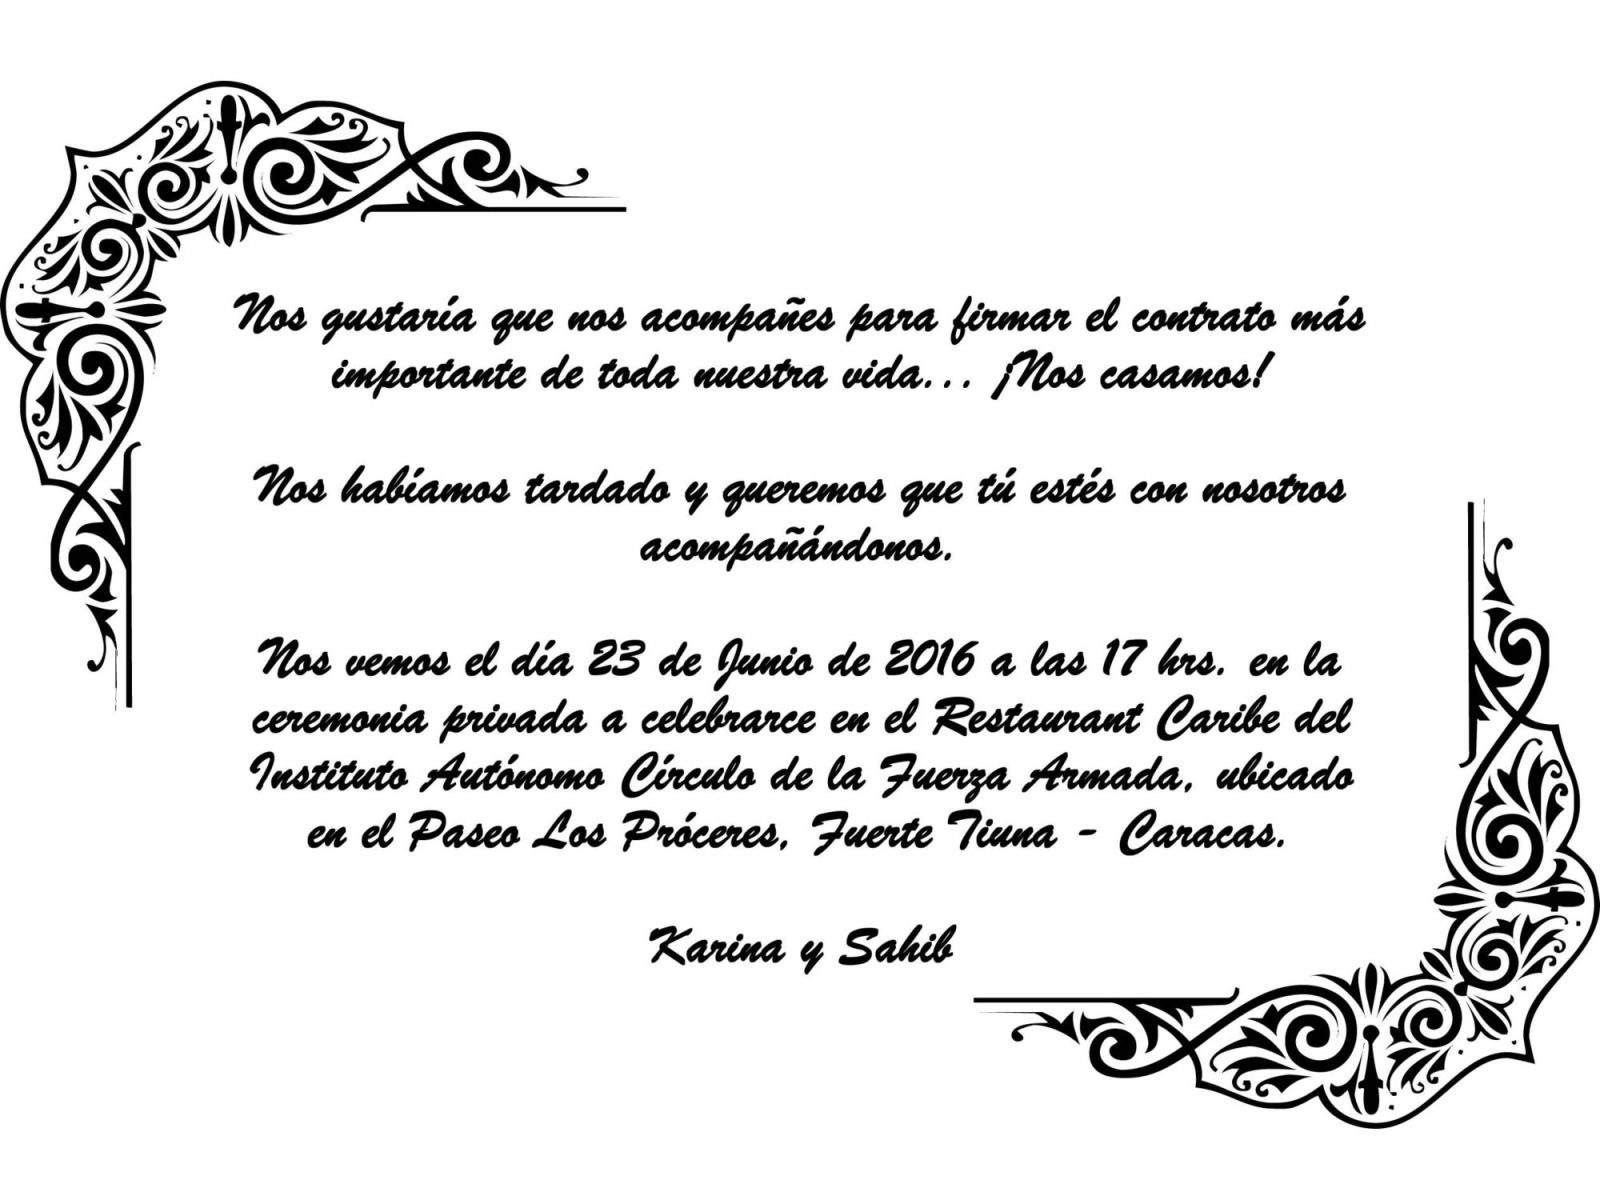 Nos gustaría que nos acompañes para firmar el contrato más
importante de toda nuestra vida... ¡Nos casamos!
Nos habíamos tardado y queremos que tú estés con nosotros
acompañándonos.
Nos vemos el día 23 de Junio de 2016 a las 17 hrs. en la
ceremonia privada a celebrarce en el Restaurant Caribe del
Instituto Autónomo Círculo de la Fuerza Armada, ubicado
en el Paseo Los Próceres, Fuerte Tiuna - Caracas.
Karina y Sahib